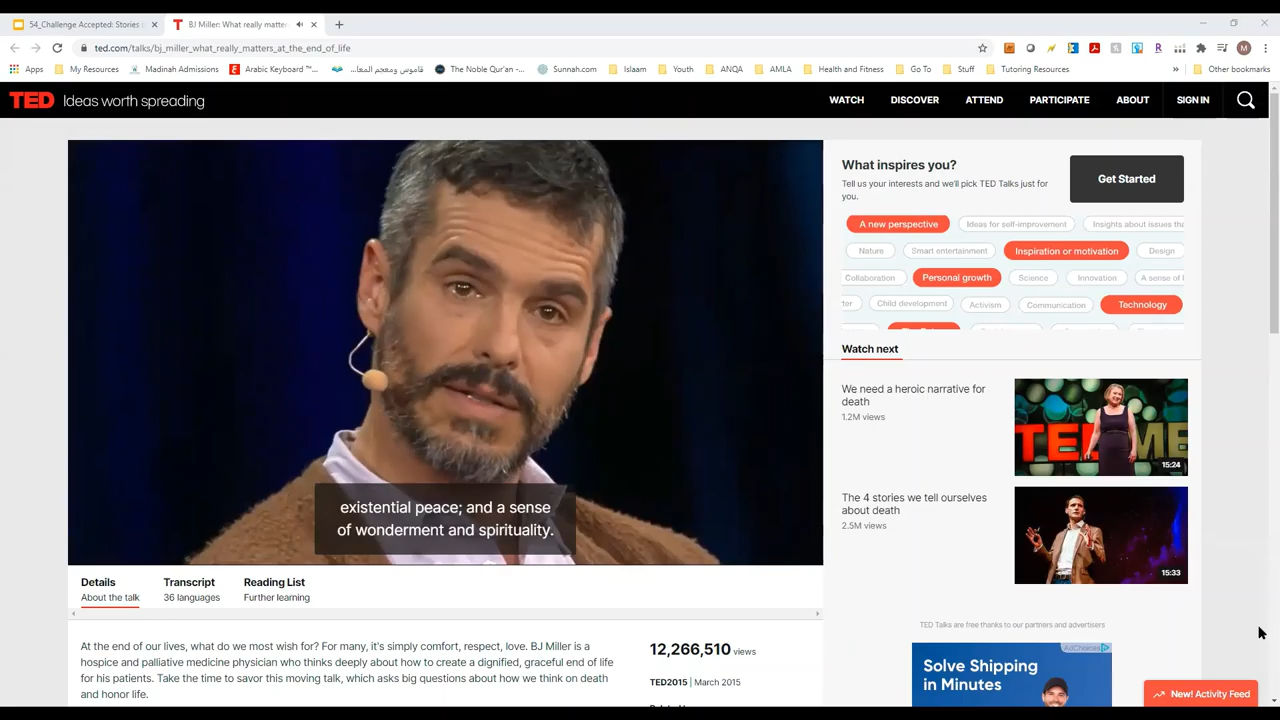 54_Challenge Accepted: Stories
BJ Miller: What really matters
ted.com/talks/bj_miller_what_really_matters_at_the_end_of_life
M
Apps My Resources Madinah Admissions Arabic Keyboard ™... قاموس ومعجم المعا... The Noble Qur'an -... Sunnah.com Islaam Youth ANQA AMLA Health and Fitness Go To Stuff Tutoring Resources » Other bookmarks
TED Ideas worth spreading WATCH DISCOVER ATTEND PARTICIPATE ABOUT SIGN IN
existential peace; and a sense
of wonderment and spirituality.
What inspires you?
Tell us your interests and we'll pick TED Talks just for
you.
Get Started
A new perspective Ideas for self-improvement Insights about issues tha
Nature Smart entertainment Inspiration or motivation Design
Collaboration Personal growth Science Innovation A sense of
ter Child development Activism Communication Technology
Watch next
We need a heroic narrative for
death
1.2M views
TED ME
15:24
The 4 stories we tell ourselves
about death
2.5M views
15:33
Details Transcript Reading List
About the talk 36 languages Further learning
At the end of our lives, what do we most wish for? For many, it's simply comfort, respect, love. BJ Miller is a
hospice and palliative medicine physician who thinks deeply about how to create a dignified, graceful end of life
for his patients. Take the time to savor this moving talk, which asks big questions about how we think on death
and honor life.
12,266,510 views
TED2015 | March 2015
TED Talks are free thanks to our partners and advertisers
AdChoices
Solve Shipping
in Minutes
New! Activity Feed